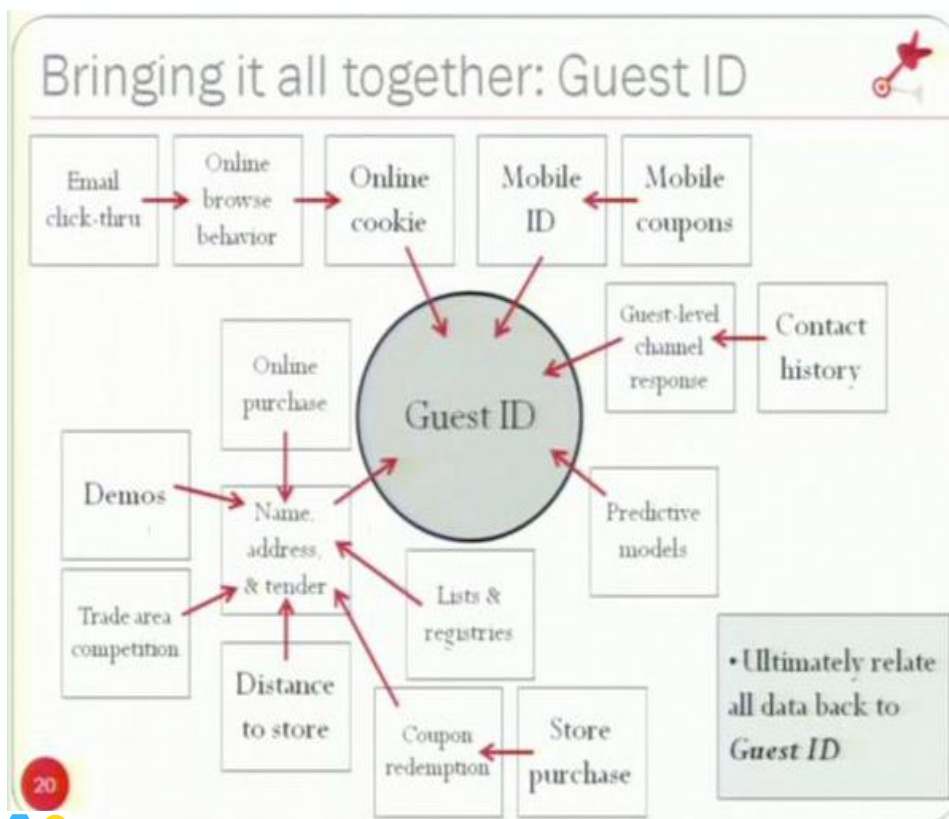 Bringing it all together: Guest ID
Email
click-thru
Online
browse
behavior
Online
cookie
Mobile
ID
Mobile
coupons
Guest-level
channel
response
Contact
history
Online
purchase
Guest ID
Demos
Name,
address,
& tender
Predictive
models
Trade area
competition
Lists &
registries
Distance
to store
Coupon
redemption
Store
purchase
• Ultimately relate
all data back to
Guest ID
20